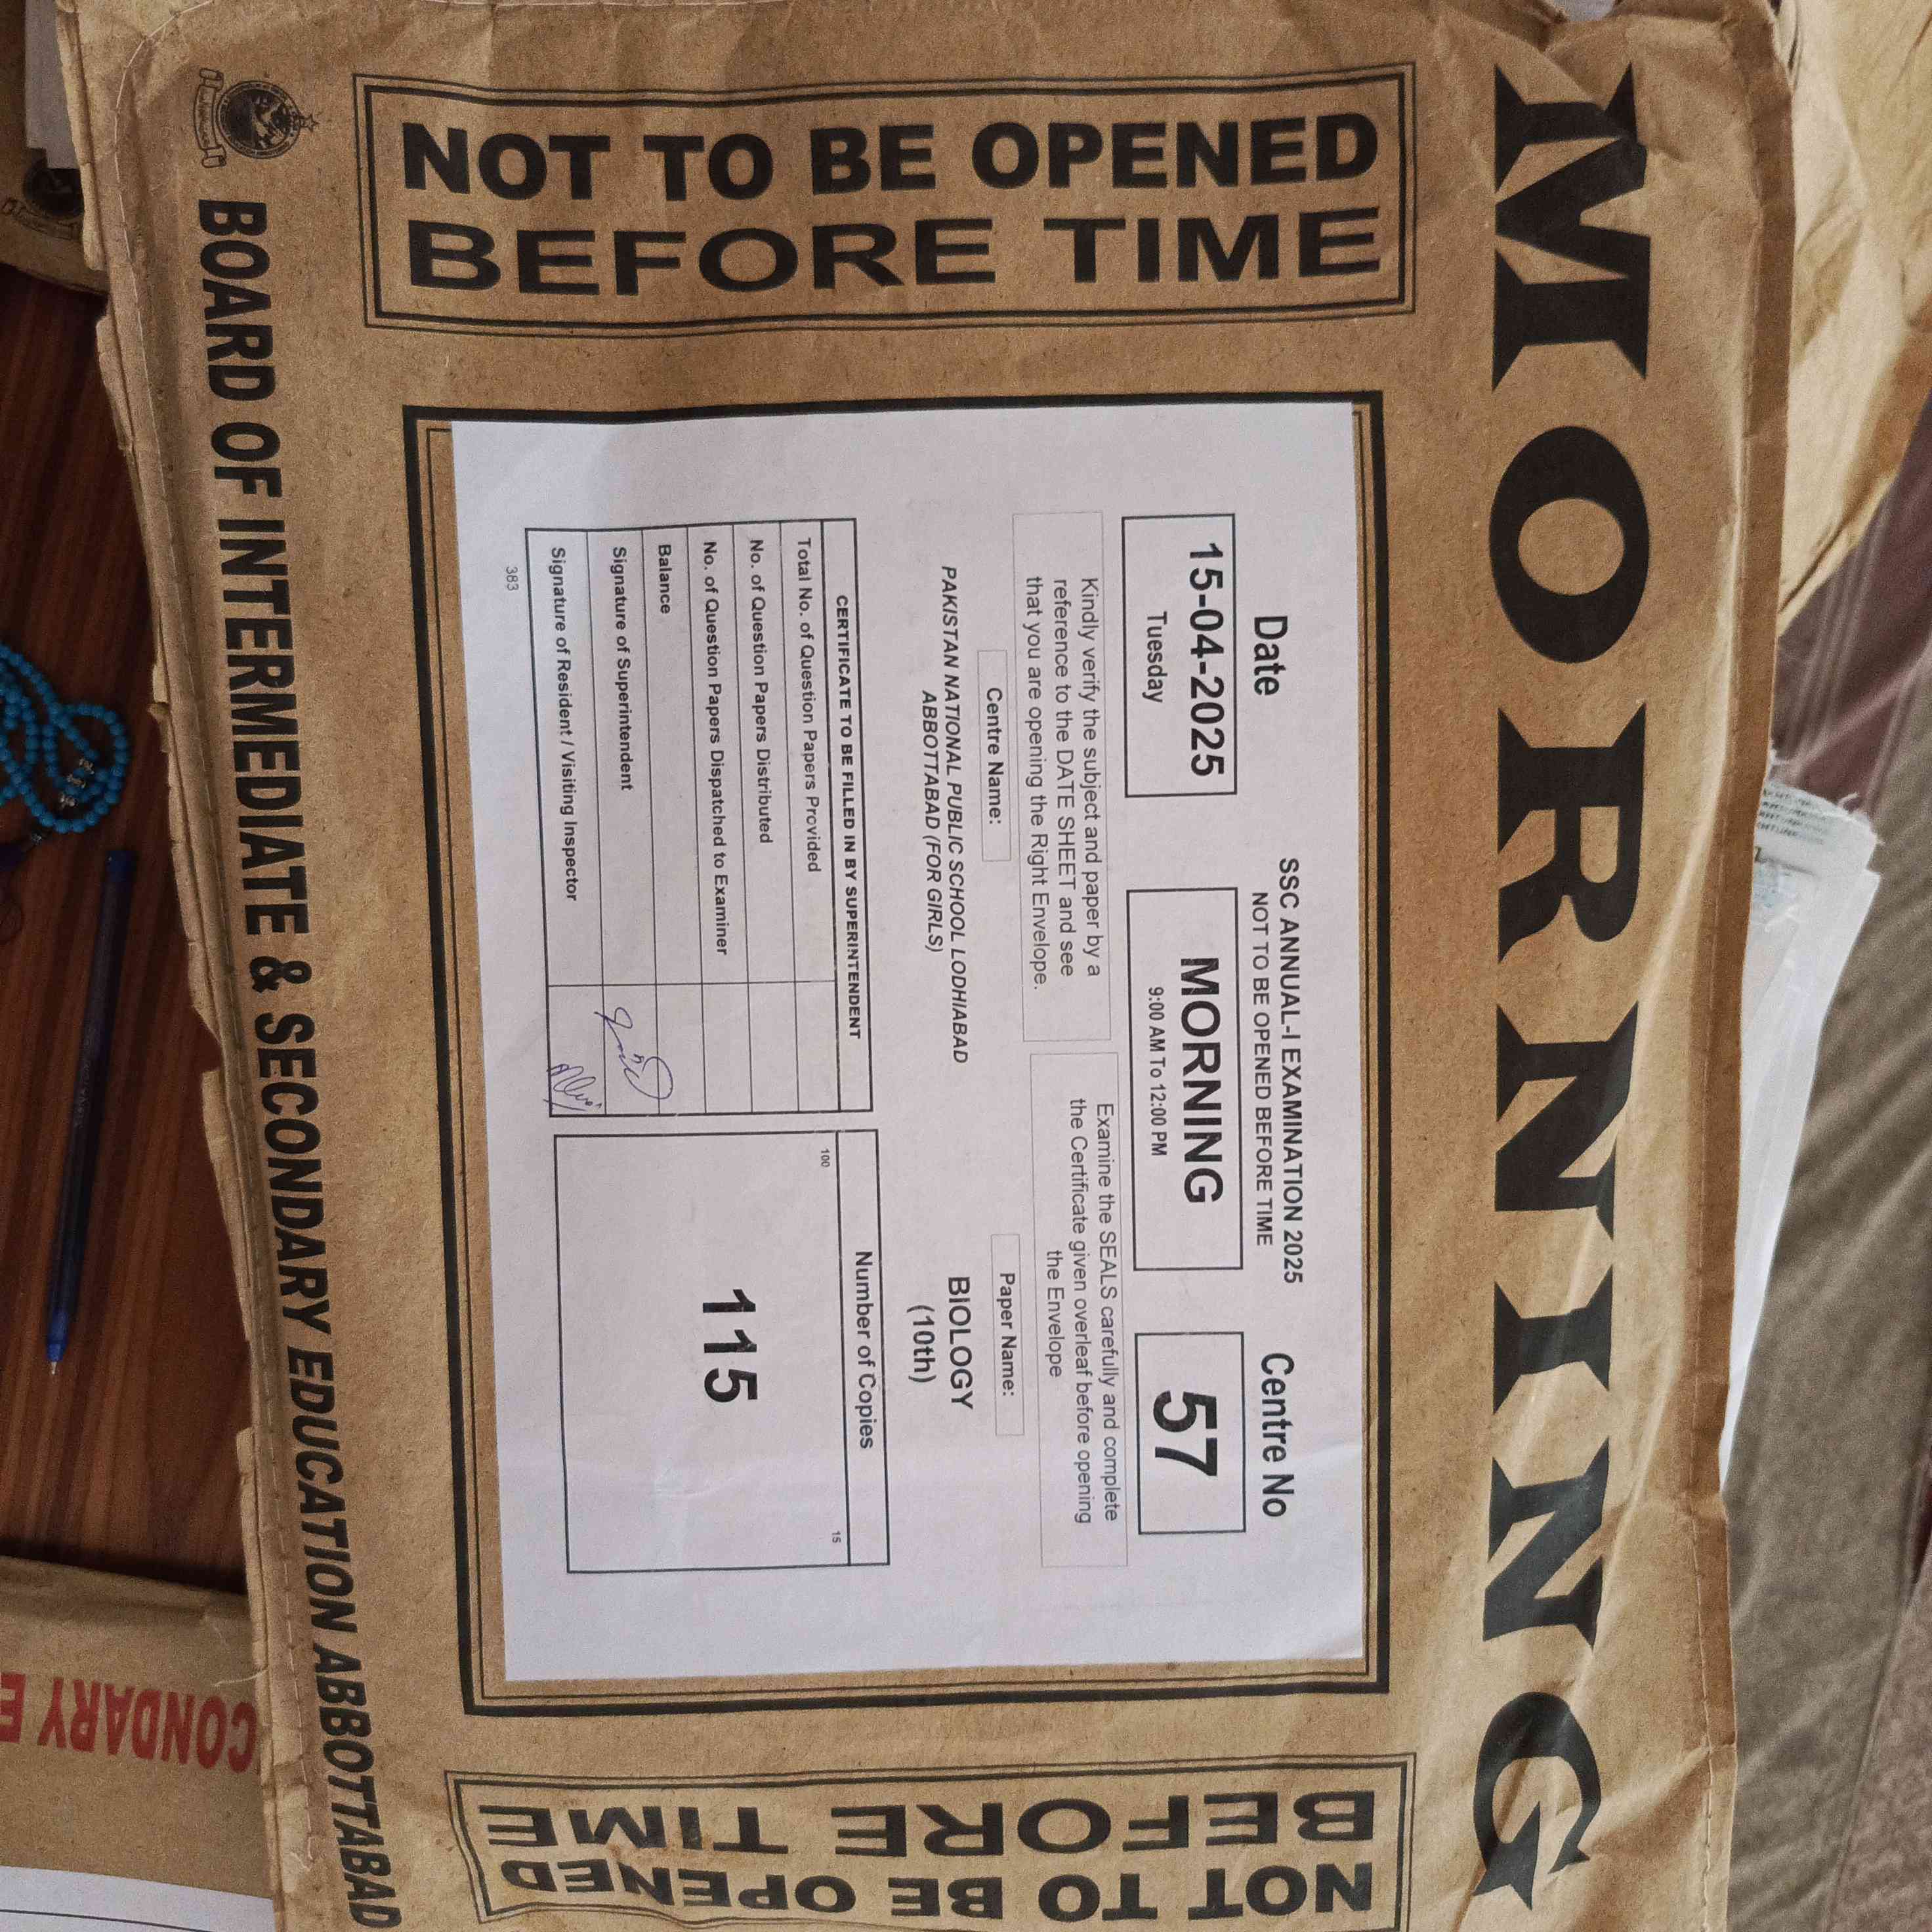 MORNING
NOT TO BE OPENED
BEFORE TIME
SSC ANNUAL-I EXAMINATION 2025
NOT TO BE OPENED BEFORE TIME
Date
15-04-2025
Tuesday
MORNING
9:00 AM To 12:00 PM
Centre No
57
Kindly verify the subject and paper by a
reference to the DATE SHEET and see
that you are opening the Right Envelope.
Examine the SEALS carefully and complete
the Certificate given overleaf before opening
the Envelope
Centre Name:
PAKISTAN NATIONAL PUBLIC SCHOOL LODHIABAD
ABBOTTABAD (FOR GIRLS)
Paper Name:
BIOLOGY
(10th)
CERTIFICATE TO BE FILLED IN BY SUPERINTENDENT
Total No. of Question Papers Provided
No. of Question Papers Distributed
No. of Question Papers Dispatched to Examiner
Balance
Signature of Superintendent
Signature of Resident / Visiting Inspector
Number of Copies
100
15
115
383
NOT TO BE OPENED
BEFORE TIME
BOARD OF INTERMEDIATE & SECONDARY EDUCATION ABBOTTABAD
CONDARY E